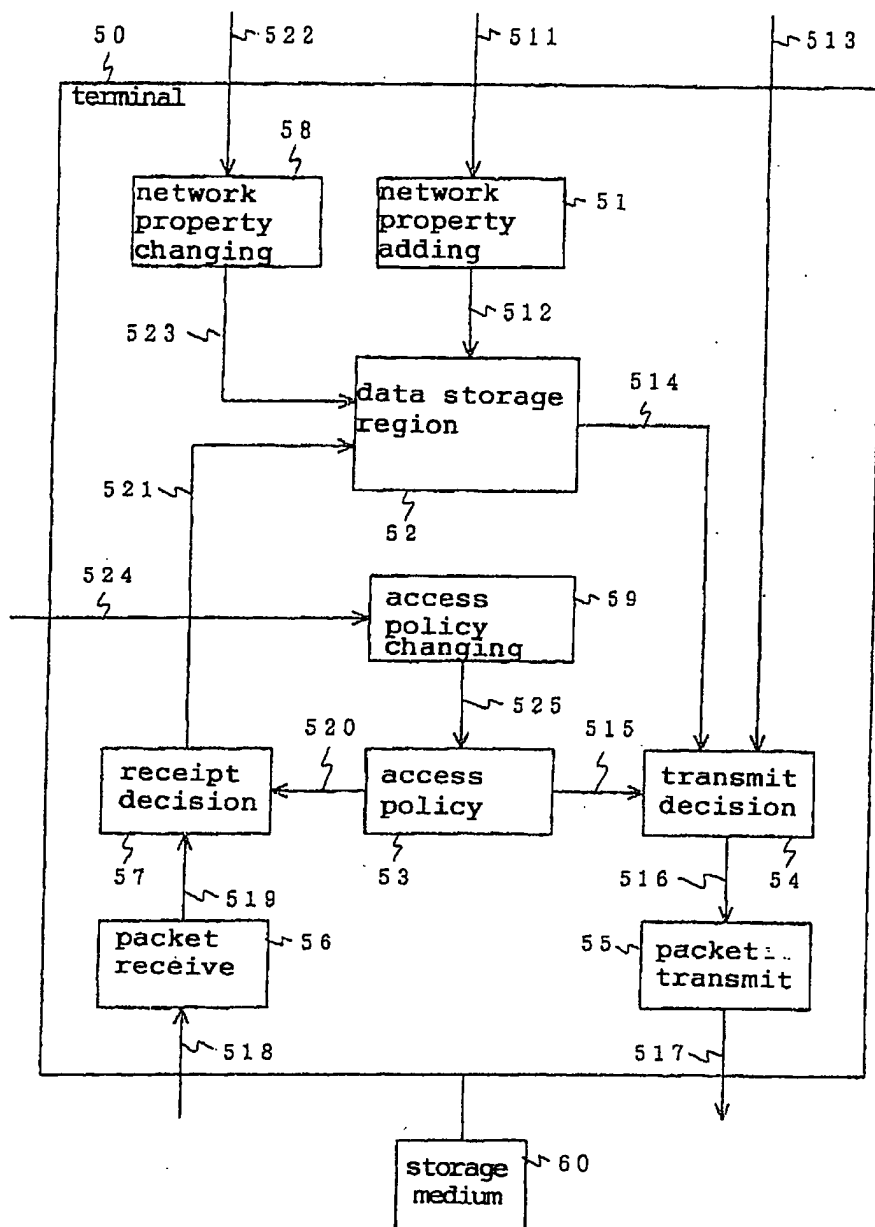 50
522
511
513
terminal
58
network
property
changing
network
property
adding
51
523
512
data storage
region
514
521
52
524
access
policy
changing
59
525
520
515
receipt
decision
access
policy
transmit
decision
57
53
54
519
516
packet
receive
56
55
packet
transmit
518
517
storage
medium
60